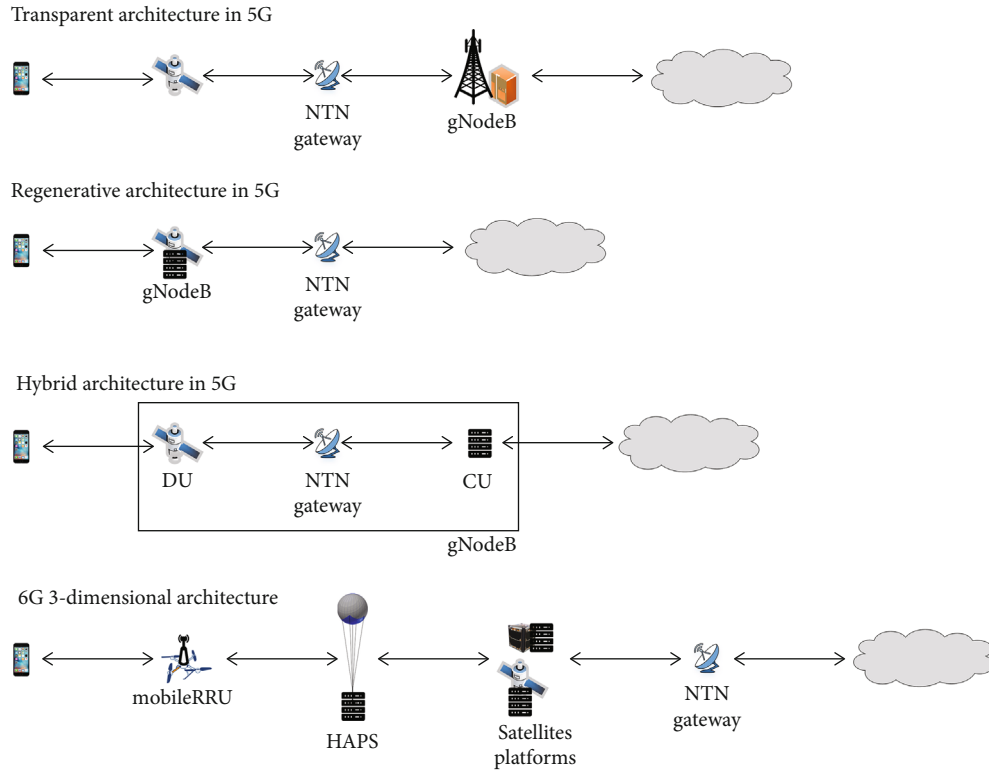 Transparent architecture in 5G
NTN
gateway
gNodeB
Regenerative architecture in 5G
gNodeB
NTN
gateway
Hybrid architecture in 5G
DU
NTN
gateway
CU
gNodeB
6G 3-dimensional architecture
mobileRRU
HAPS
Satellites
platforms
NTN
gateway